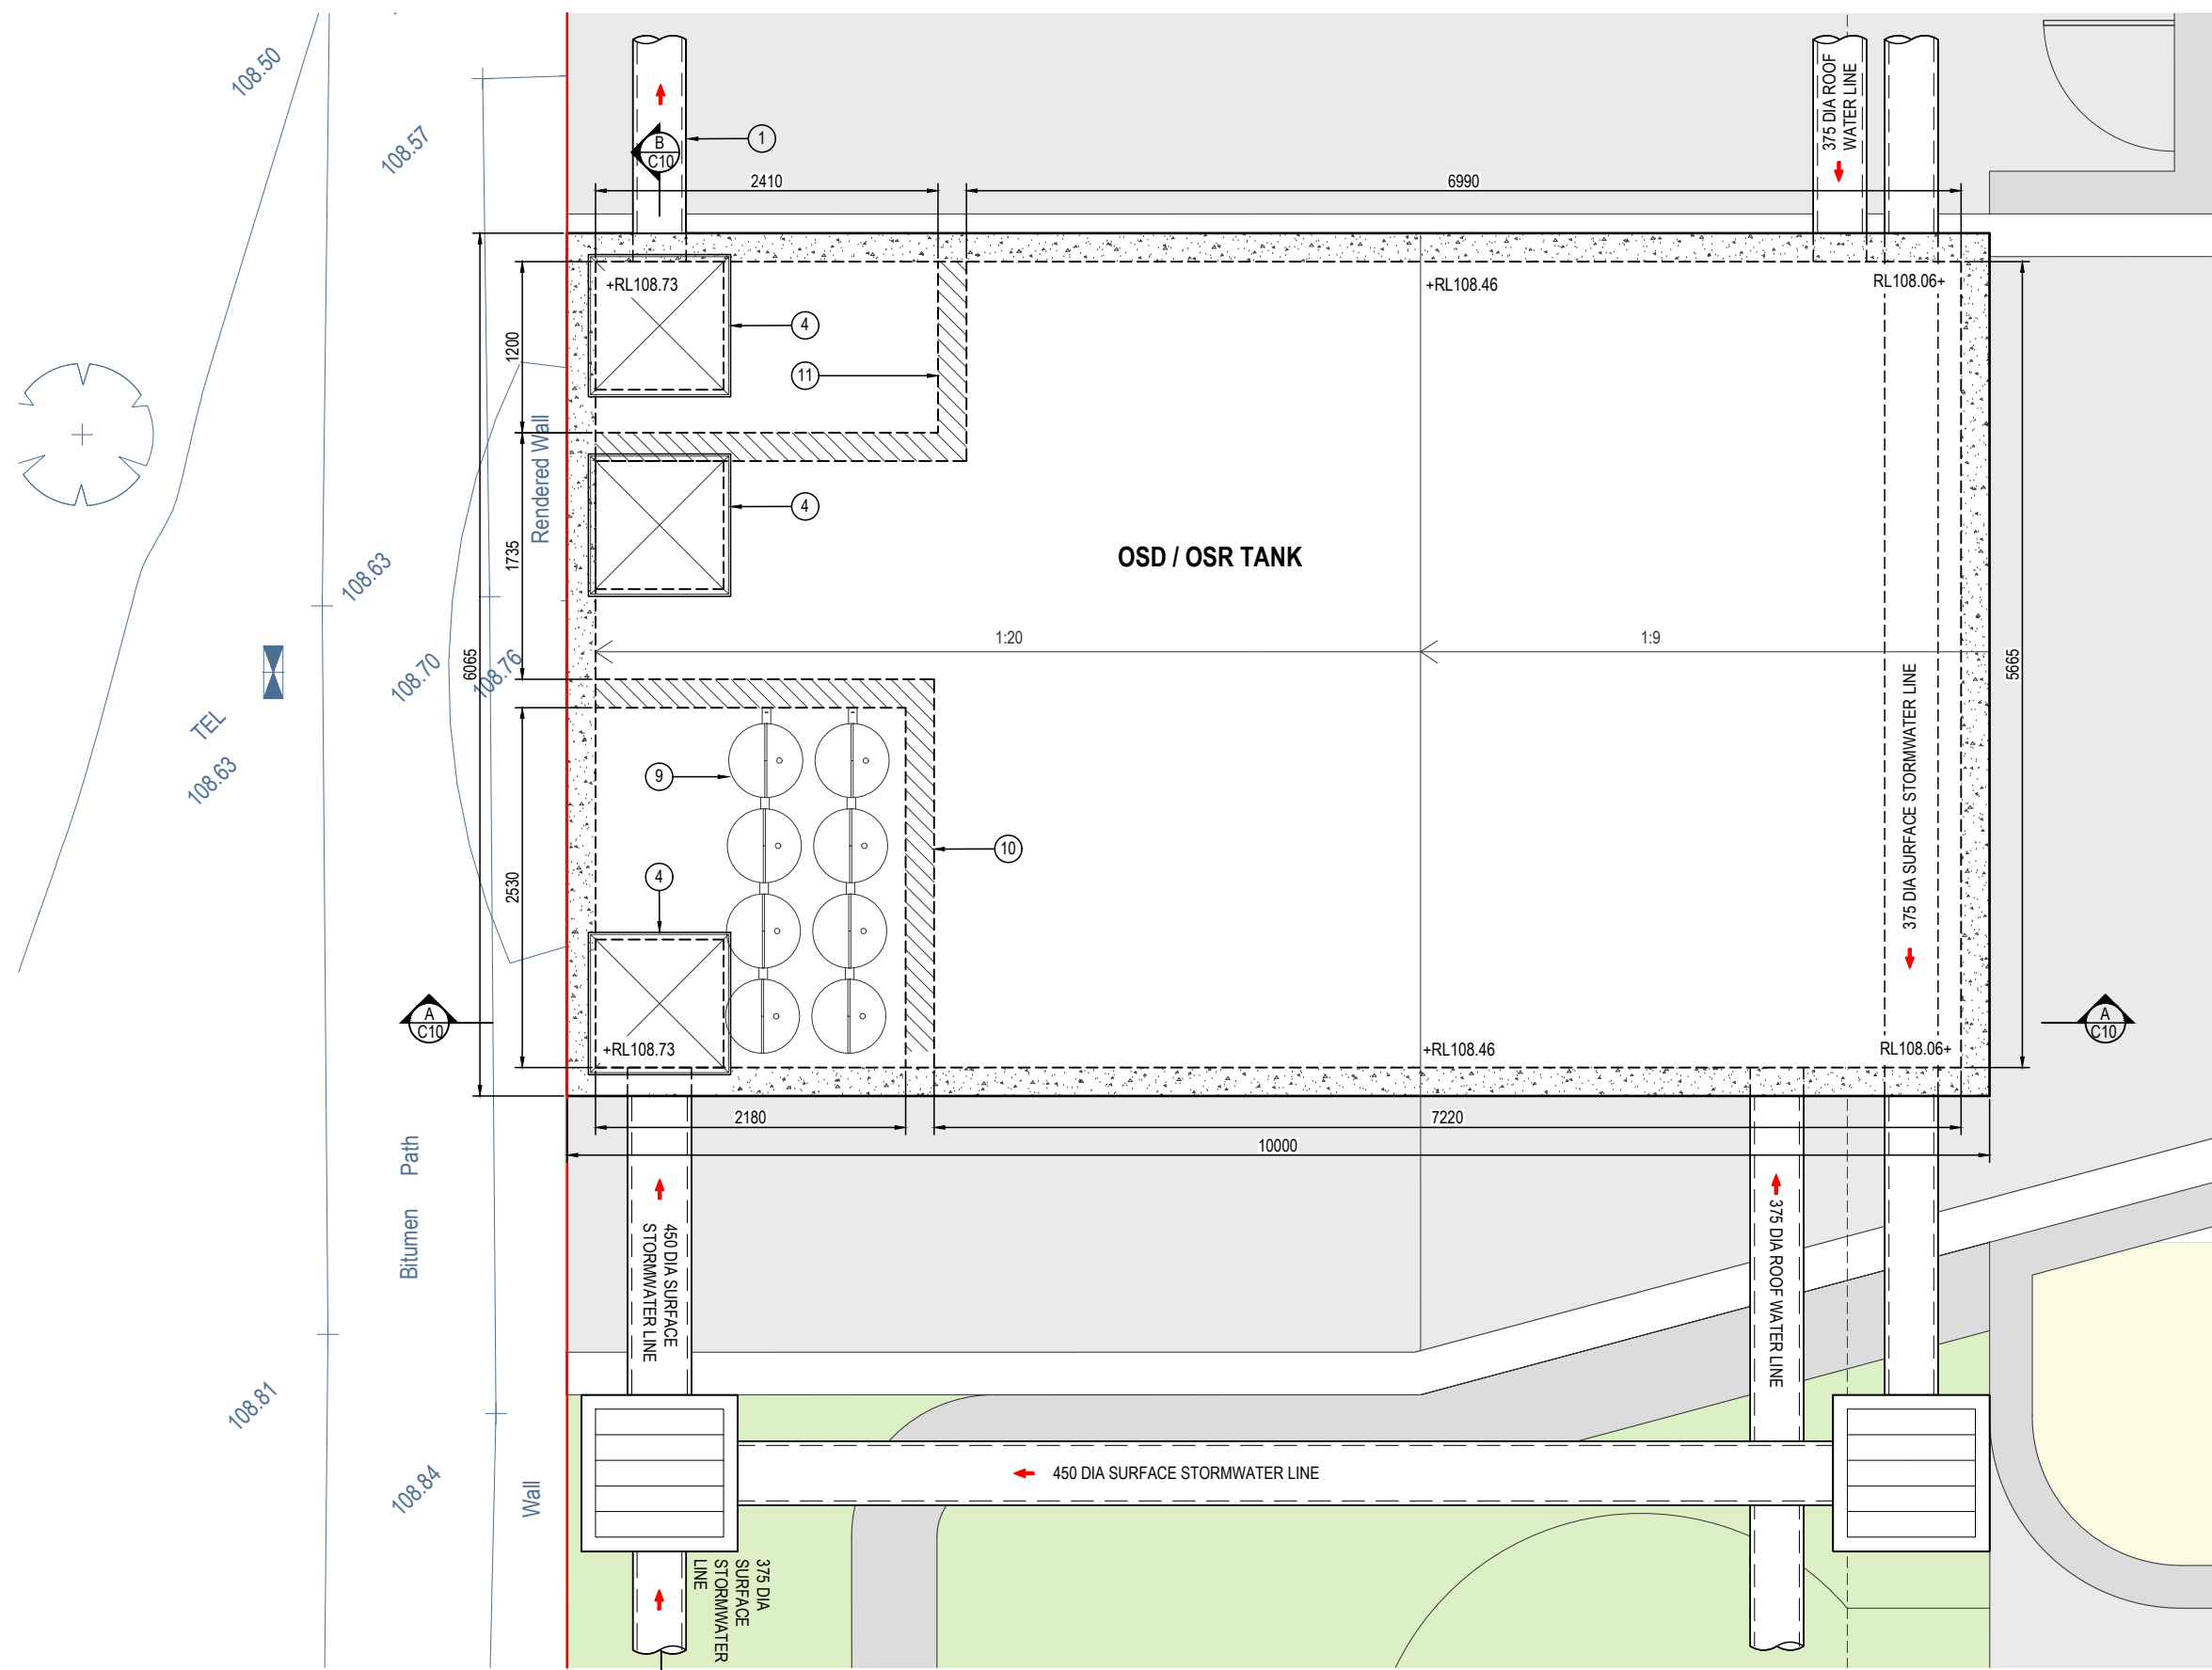 108.50
108.57
375 DIA ROOF
WATER LINE
1
B
C10
2410
6990
+RL108.73
+RL108.46
RL108.06+
4
1200
11
Rendered Wall
4
1735
OSD / OSR TANK
108.63
1:20
1:9
108.70
108.76
6065
5665
TEL
108.63
9
375 DIA SURFACE STORMWATER LINE
10
4
2530
A
C10
A
C10
+RL108.73
+RL108.46
RL108.06+
2180
7220
10000
Bitumen Path
450 DIA SURFACE
STORMWATER LINE
375 DIA ROOF WATER LINE
108.81
108.84
Wall
450 DIA SURFACE STORMWATER LINE
375 DIA
SURFACE
STORMWATER
LINE